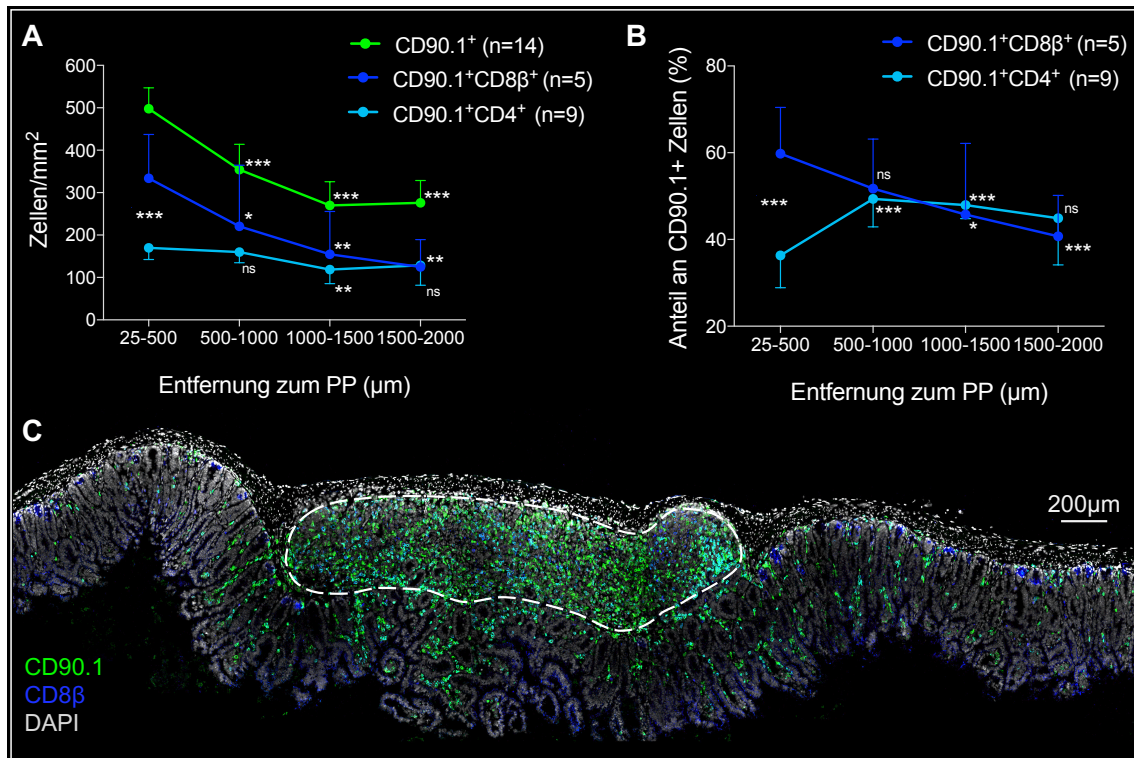 A
CD90.1⁺ (n=14)
CD90.1⁺CD8β⁺ (n=5)
CD90.1⁺CD4⁺ (n=9)
Zellen/mm²
600
500
400
300
200
100
0
***
***
*
ns
***
**
**
***
**
ns
25-500 500-1000 1000-1500 1500-2000
Entfernung zum PP (µm)
B
CD90.1⁺CD8β⁺ (n=5)
CD90.1⁺CD4⁺ (n=9)
Anteil an CD90.1+ Zellen (%)
80
60
40
20
***
ns
***
***
*
ns
***
25-500 500-1000 1000-1500 1500-2000
Entfernung zum PP (µm)
C
200µm
CD90.1
CD8β
DAPI